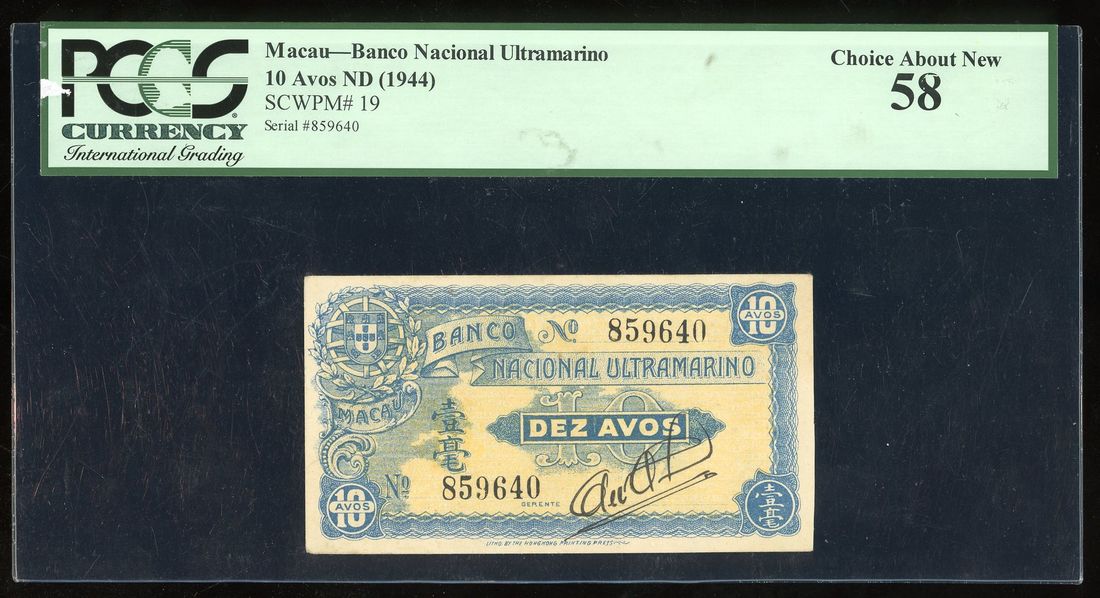 PCGS
CURRENCY
International Grading
Macau—Banco Nacional Ultramarino
10 Avos ND (1944)
SCWPM# 19
Serial #859640
Choice About New
58
BANCO
Nº 859640
10
AVOS
NACIONAL ULTRAMARINO
MACAU
壹毫
10
DEZ AVOS
Nº 859640
GERENTE
10
AVOS
壹毫
LITHO. BY THE HONGKONG PRINTING PRESS